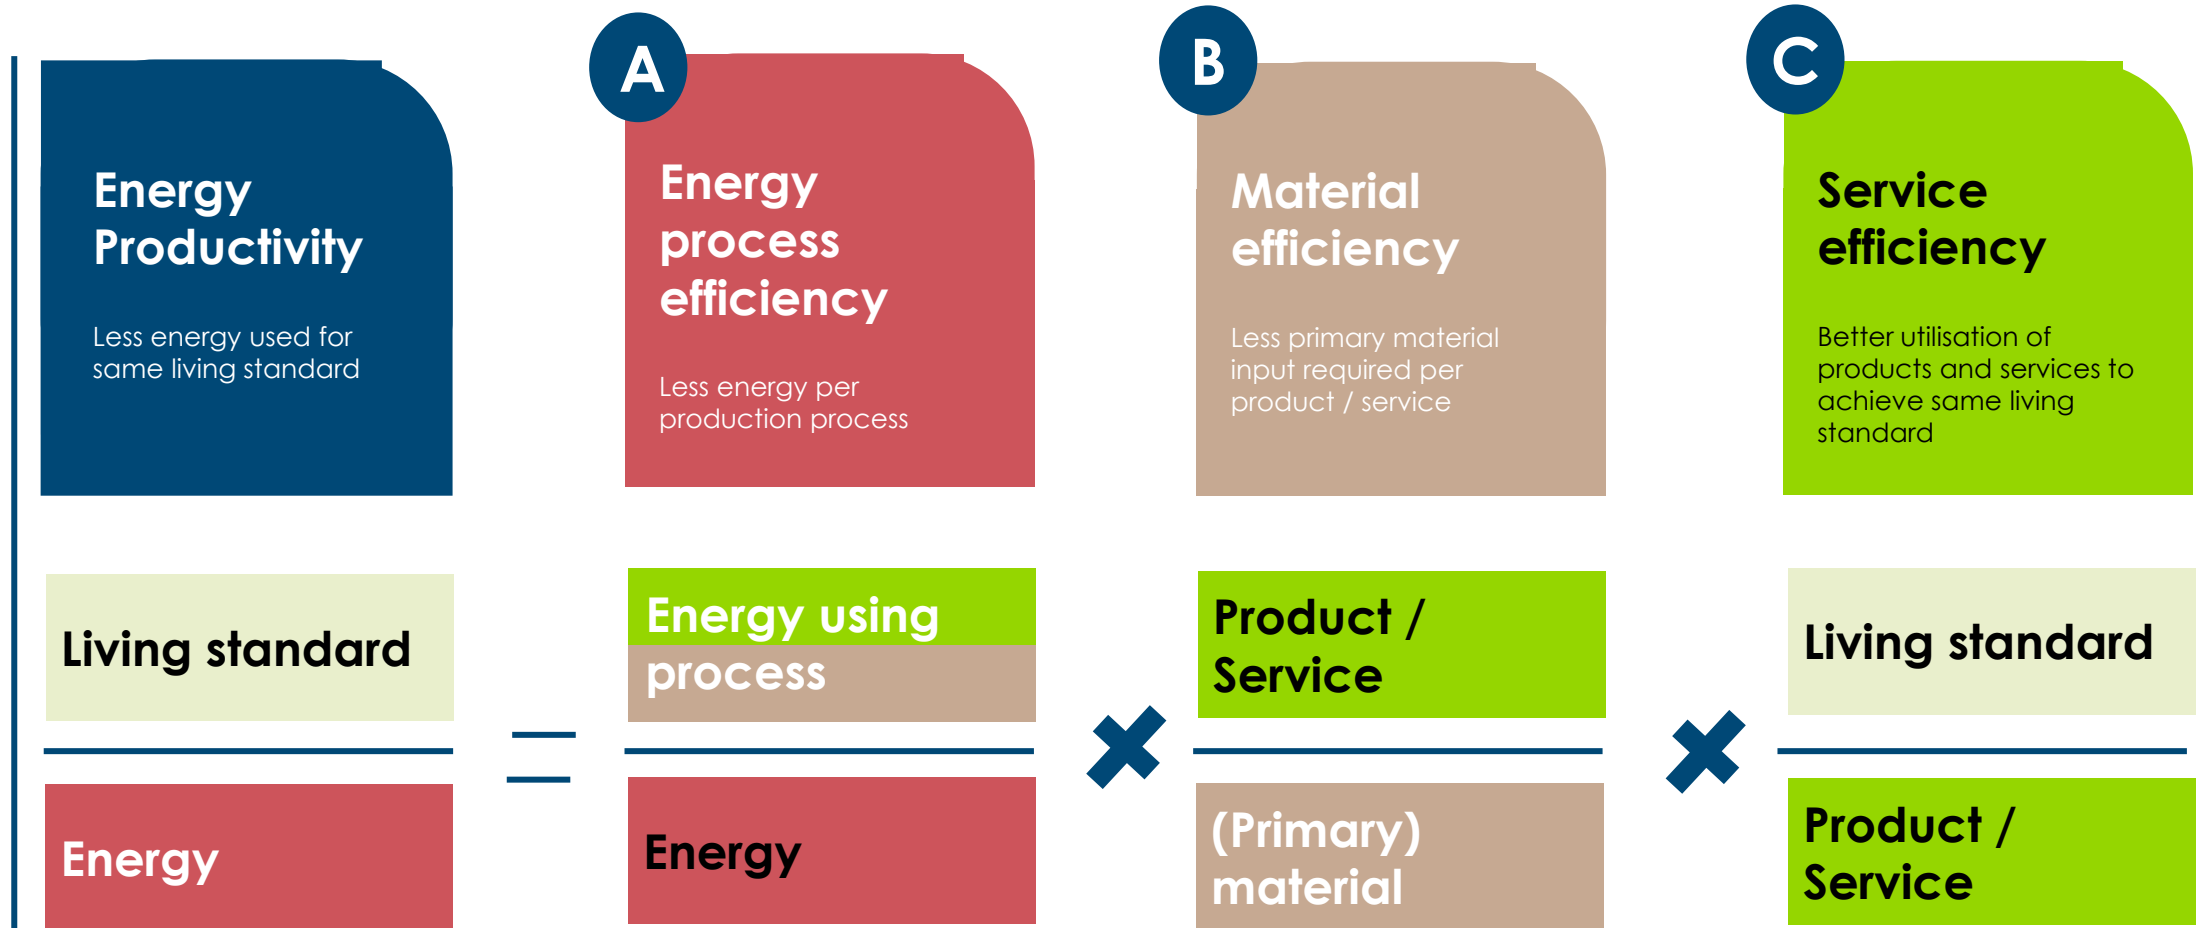 Energy
Productivity
Less energy used for
same living standard
A
Energy
process
efficiency
Less energy per
production process
B
Material
efficiency
Less primary material
input required per
product / service
C
Service
efficiency
Better utilisation of
products and services to
achieve same living
standard
Living standard
Energy
=
Energy using
process
Energy
Product /
Service
(Primary)
material
Living standard
Product /
Service